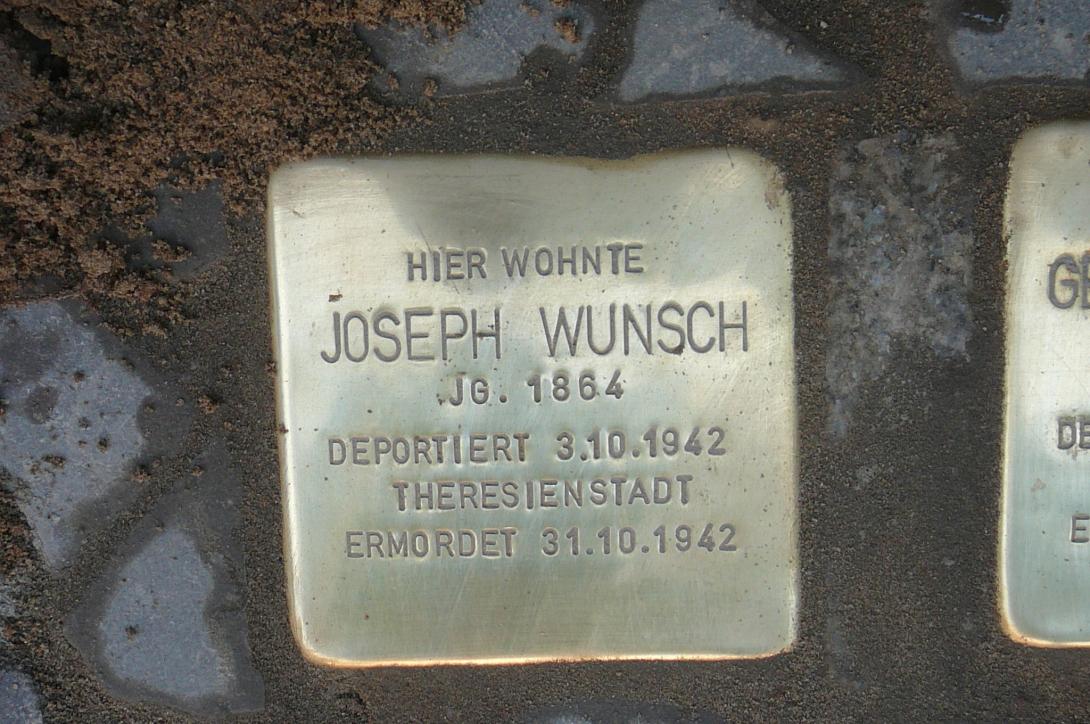 HIER WOHNTE
JOSEPH WUNSCH
JG. 1864
DEPORTIERT 3.10.1942
THERESIENSTADT
ERMORDET 31.10.1942